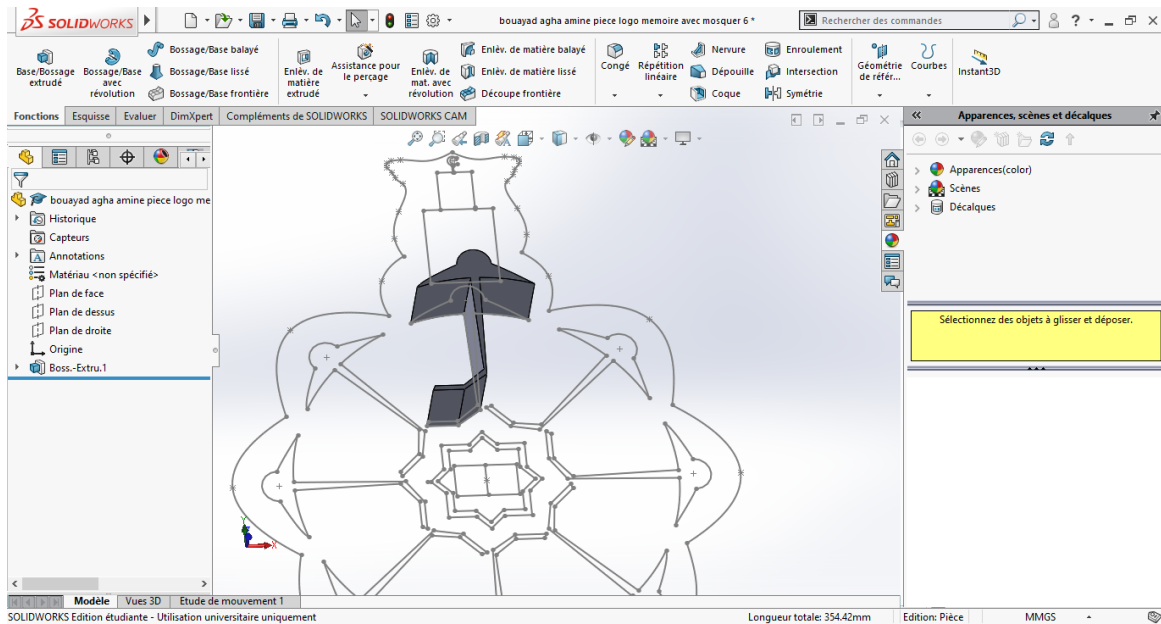 SOLIDWORKS
bouayad agha amine piece logo memoire avec mosquer 6 *
Rechercher des commandes
Base/Bossage extrudé
Bossage/Base avec révolution
Bossage/Base balayé
Bossage/Base lissé
Bossage/Base frontière
Enlèv. de matière extrudé
Assistance pour le perçage
Enlèv. de mat. avec révolution
Enlèv. de matière balayé
Enlèv. de matière lissé
Découpe frontière
Congé
Répétition linéaire
Nervure
Dépouille
Coque
Enroulement
Intersection
Symétrie
Géométrie de référ...
Courbes
Instant3D
Fonctions
Esquisse
Evaluer
DimXpert
Compléments de SOLIDWORKS
SOLIDWORKS CAM
bouayad agha amine piece logo me
Historique
Capteurs
Annotations
Matériau <non spécifié>
Plan de face
Plan de dessus
Plan de droite
Origine
Boss.-Extru.1
Y
X
Apparences, scènes et décalques
Apparences(color)
Scènes
Décalques
Sélectionnez des objets à glisser et déposer.
Modèle
Vues 3D
Etude de mouvement 1
SOLIDWORKS Edition étudiante - Utilisation universitaire uniquement
Longueur totale: 354.42mm
Edition: Pièce
MMGS